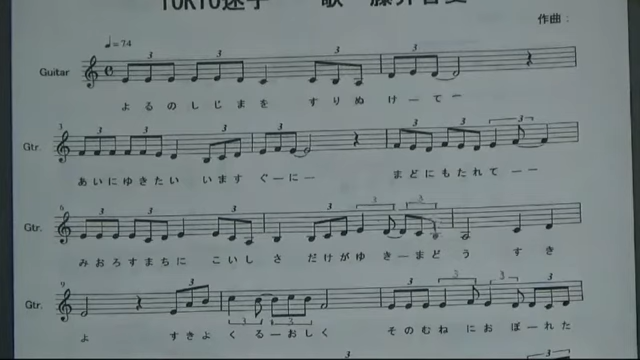 TOKYO迷子 歌 藤井香愛
作曲:
♩=74
Guitar
よるのしじまを すりぬ けーてー
Gtr.
あいにゆきたい います ぐーにー まどにもたれてーー
Gtr.
みおろすまちに こいし さ だけがゆ きーまど う すき
Gtr.
よ すきよ くるーおしく そのむね におぼーれた